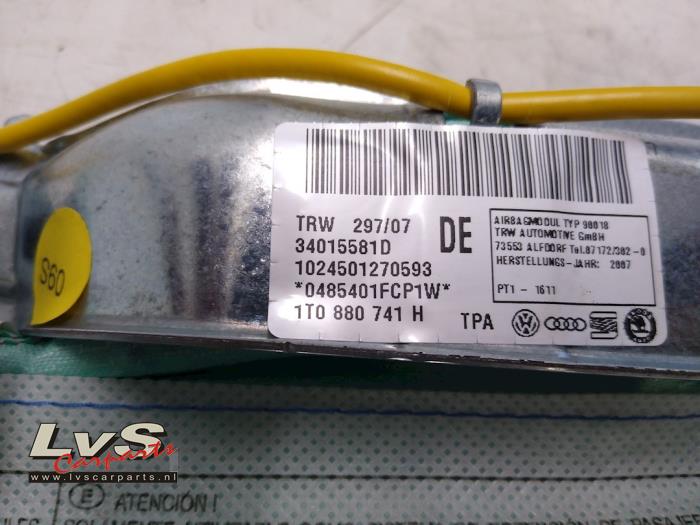 TRW 297/07 DE
34015581D
1024501270593
*0485401FCP1W*
1T0 880 741 H TPA
AIRBAGMODUL TYP 90018
TRW AUTOMOTIVE GmBH
73553 ALFDORF Tel.07172/302-0
HERSTELLUNGS-JAHR: 2007
PT1 - 1611
S60
LvS
Carparts
www.lvscarparts.nl
E ATENCIÓN!